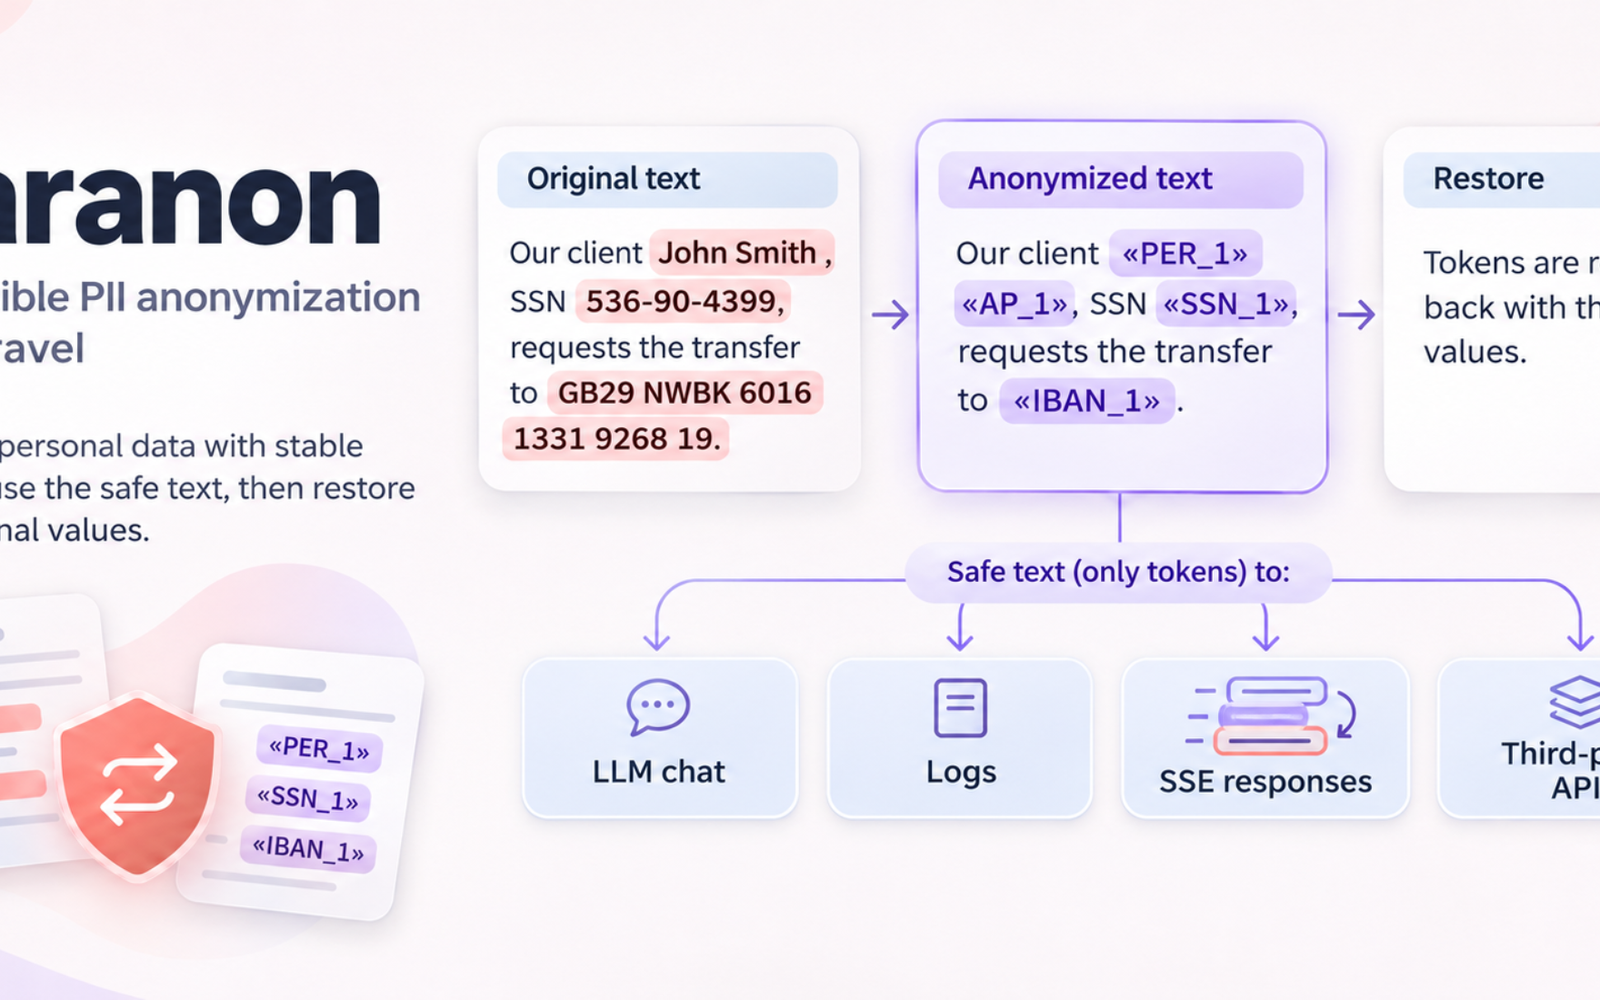 aranon
ible PII anonymization
ravel
personal data with stable
use the safe text, then restore
nal values.
«PER_1»
«SSN_1»
«IBAN_1»
Original text
Our client John Smith ,
SSN 536-90-4399,
requests the transfer
to GB29 NWBK 6016
1331 9268 19.
Anonymized text
Our client «PER_1»
«AP_1», SSN «SSN_1»,
requests the transfer
to «IBAN_1» .
Restore
Tokens are r
back with th
values.
Safe text (only tokens) to:
LLM chat
Logs
SSE responses
Third-p
API